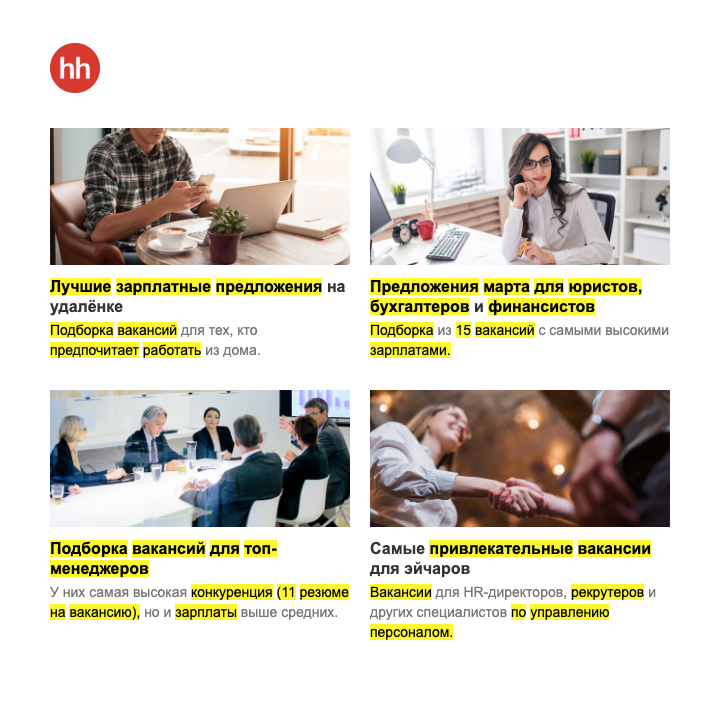 hh
Лучшие зарплатные предложения на
удалёнке
Подборка вакансий для тех, кто
предпочитает работать из дома.
Предложения марта для юристов,
бухгалтеров и финансистов
Подборка из 15 вакансий с самыми высокими
зарплатами.
Подборка вакансий для топ-
менеджеров
У них самая высокая конкуренция (11 резюме
на вакансию), но и зарплаты выше средних.
Самые привлекательные вакансии
для эйчаров
Вакансии для HR-директоров, рекрутеров и
других специалистов по управлению
персоналом.